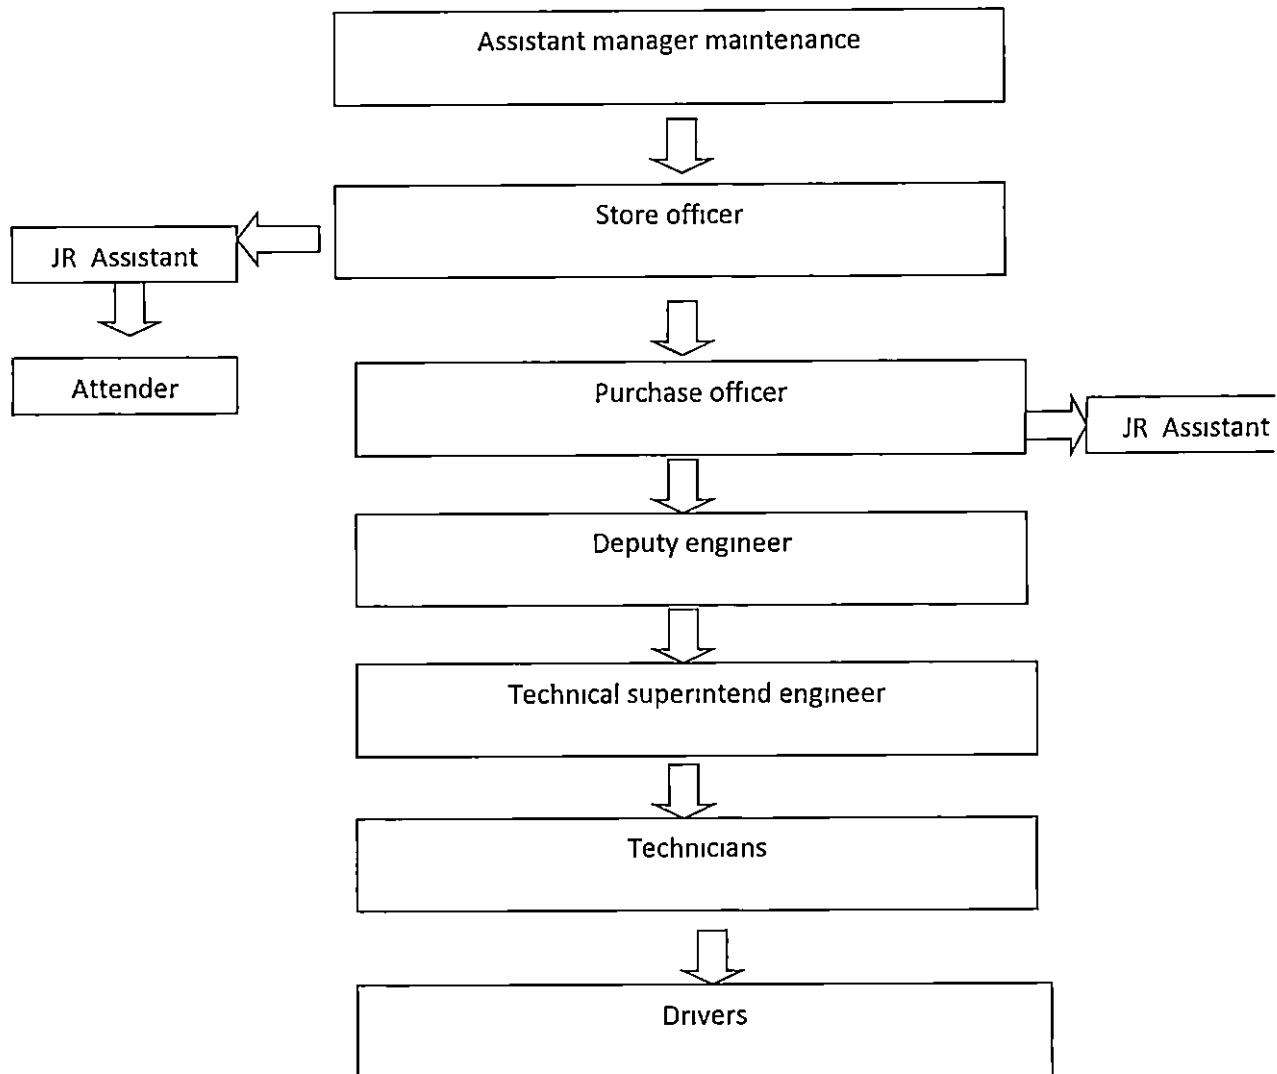 Assistant manager maintenance
Store officer
JR Assistant
Attender
Purchase officer
JR Assistant
Deputy engineer
Technical superintend engineer
Technicians
Drivers